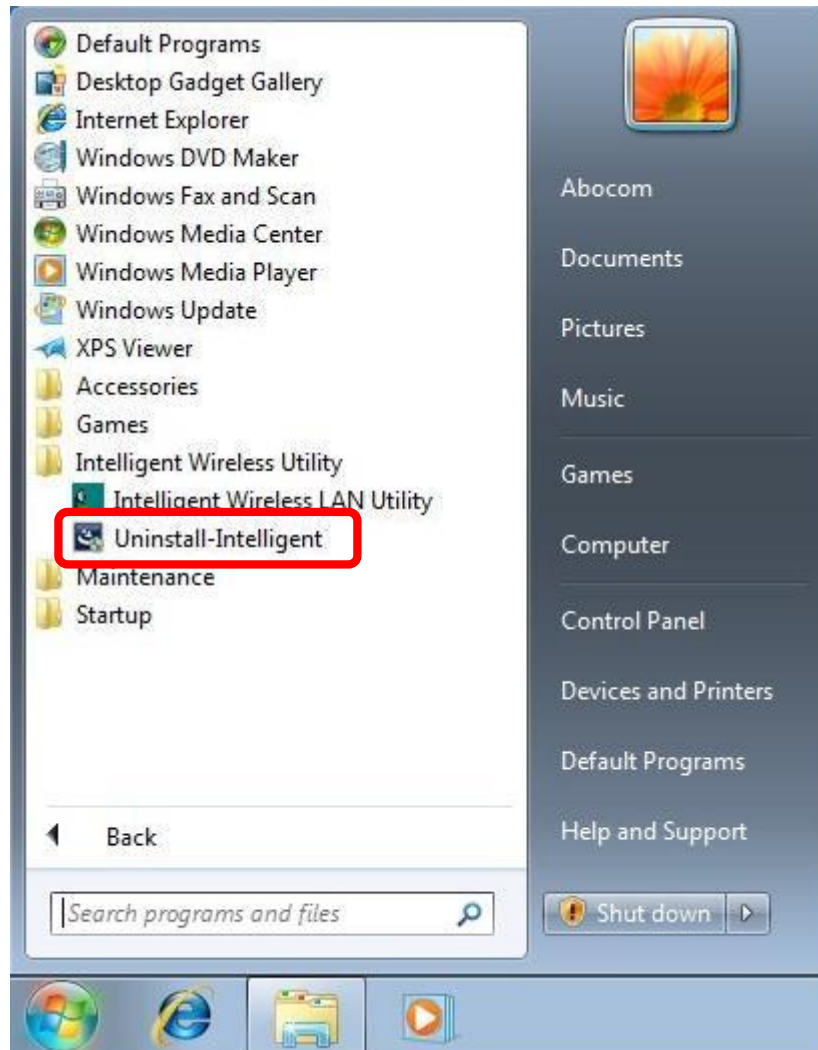 Default Programs
Desktop Gadget Gallery
Internet Explorer
Windows DVD Maker
Windows Fax and Scan
Windows Media Center
Windows Media Player
Windows Update
XPS Viewer
Accessories
Games
Intelligent Wireless Utility
Intelligent Wireless LAN Utility
Uninstall-Intelligent
Maintenance
Startup
Back
Search programs and files
Abocom
Documents
Pictures
Music
Games
Computer
Control Panel
Devices and Printers
Default Programs
Help and Support
Shut down